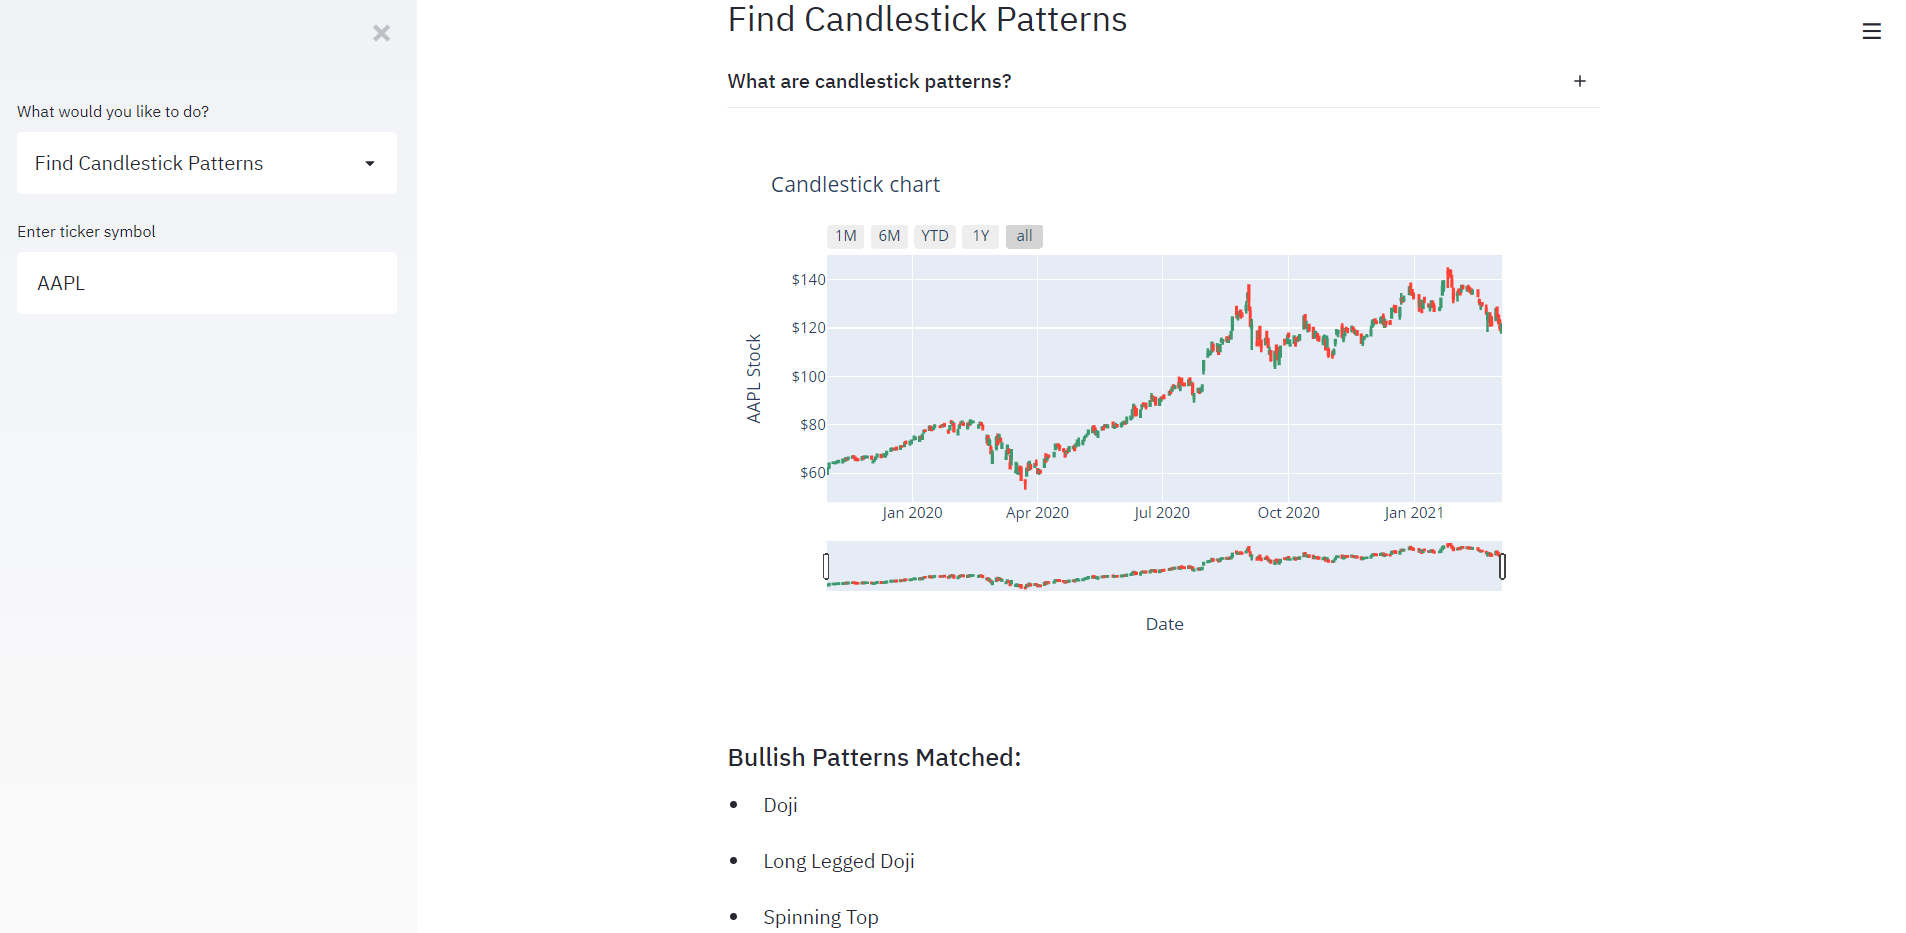 What would you like to do?
Find Candlestick Patterns
Enter ticker symbol
AAPL
Find Candlestick Patterns
What are candlestick patterns?
Candlestick chart
1M 6M YTD 1Y all
$140
$120
$100
$80
$60
AAPL Stock
Jan 2020 Apr 2020 Jul 2020 Oct 2020 Jan 2021
Date
Bullish Patterns Matched:
Doji
Long Legged Doji
Spinning Top